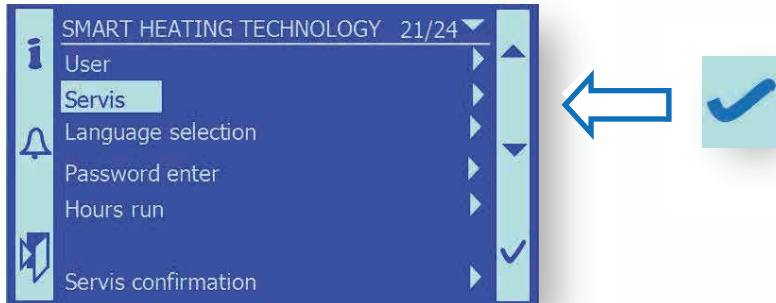 SMART HEATING TECHNOLOGY 21/24
User
Servis
Language selection
Password enter
Hours run
Servis confirmation